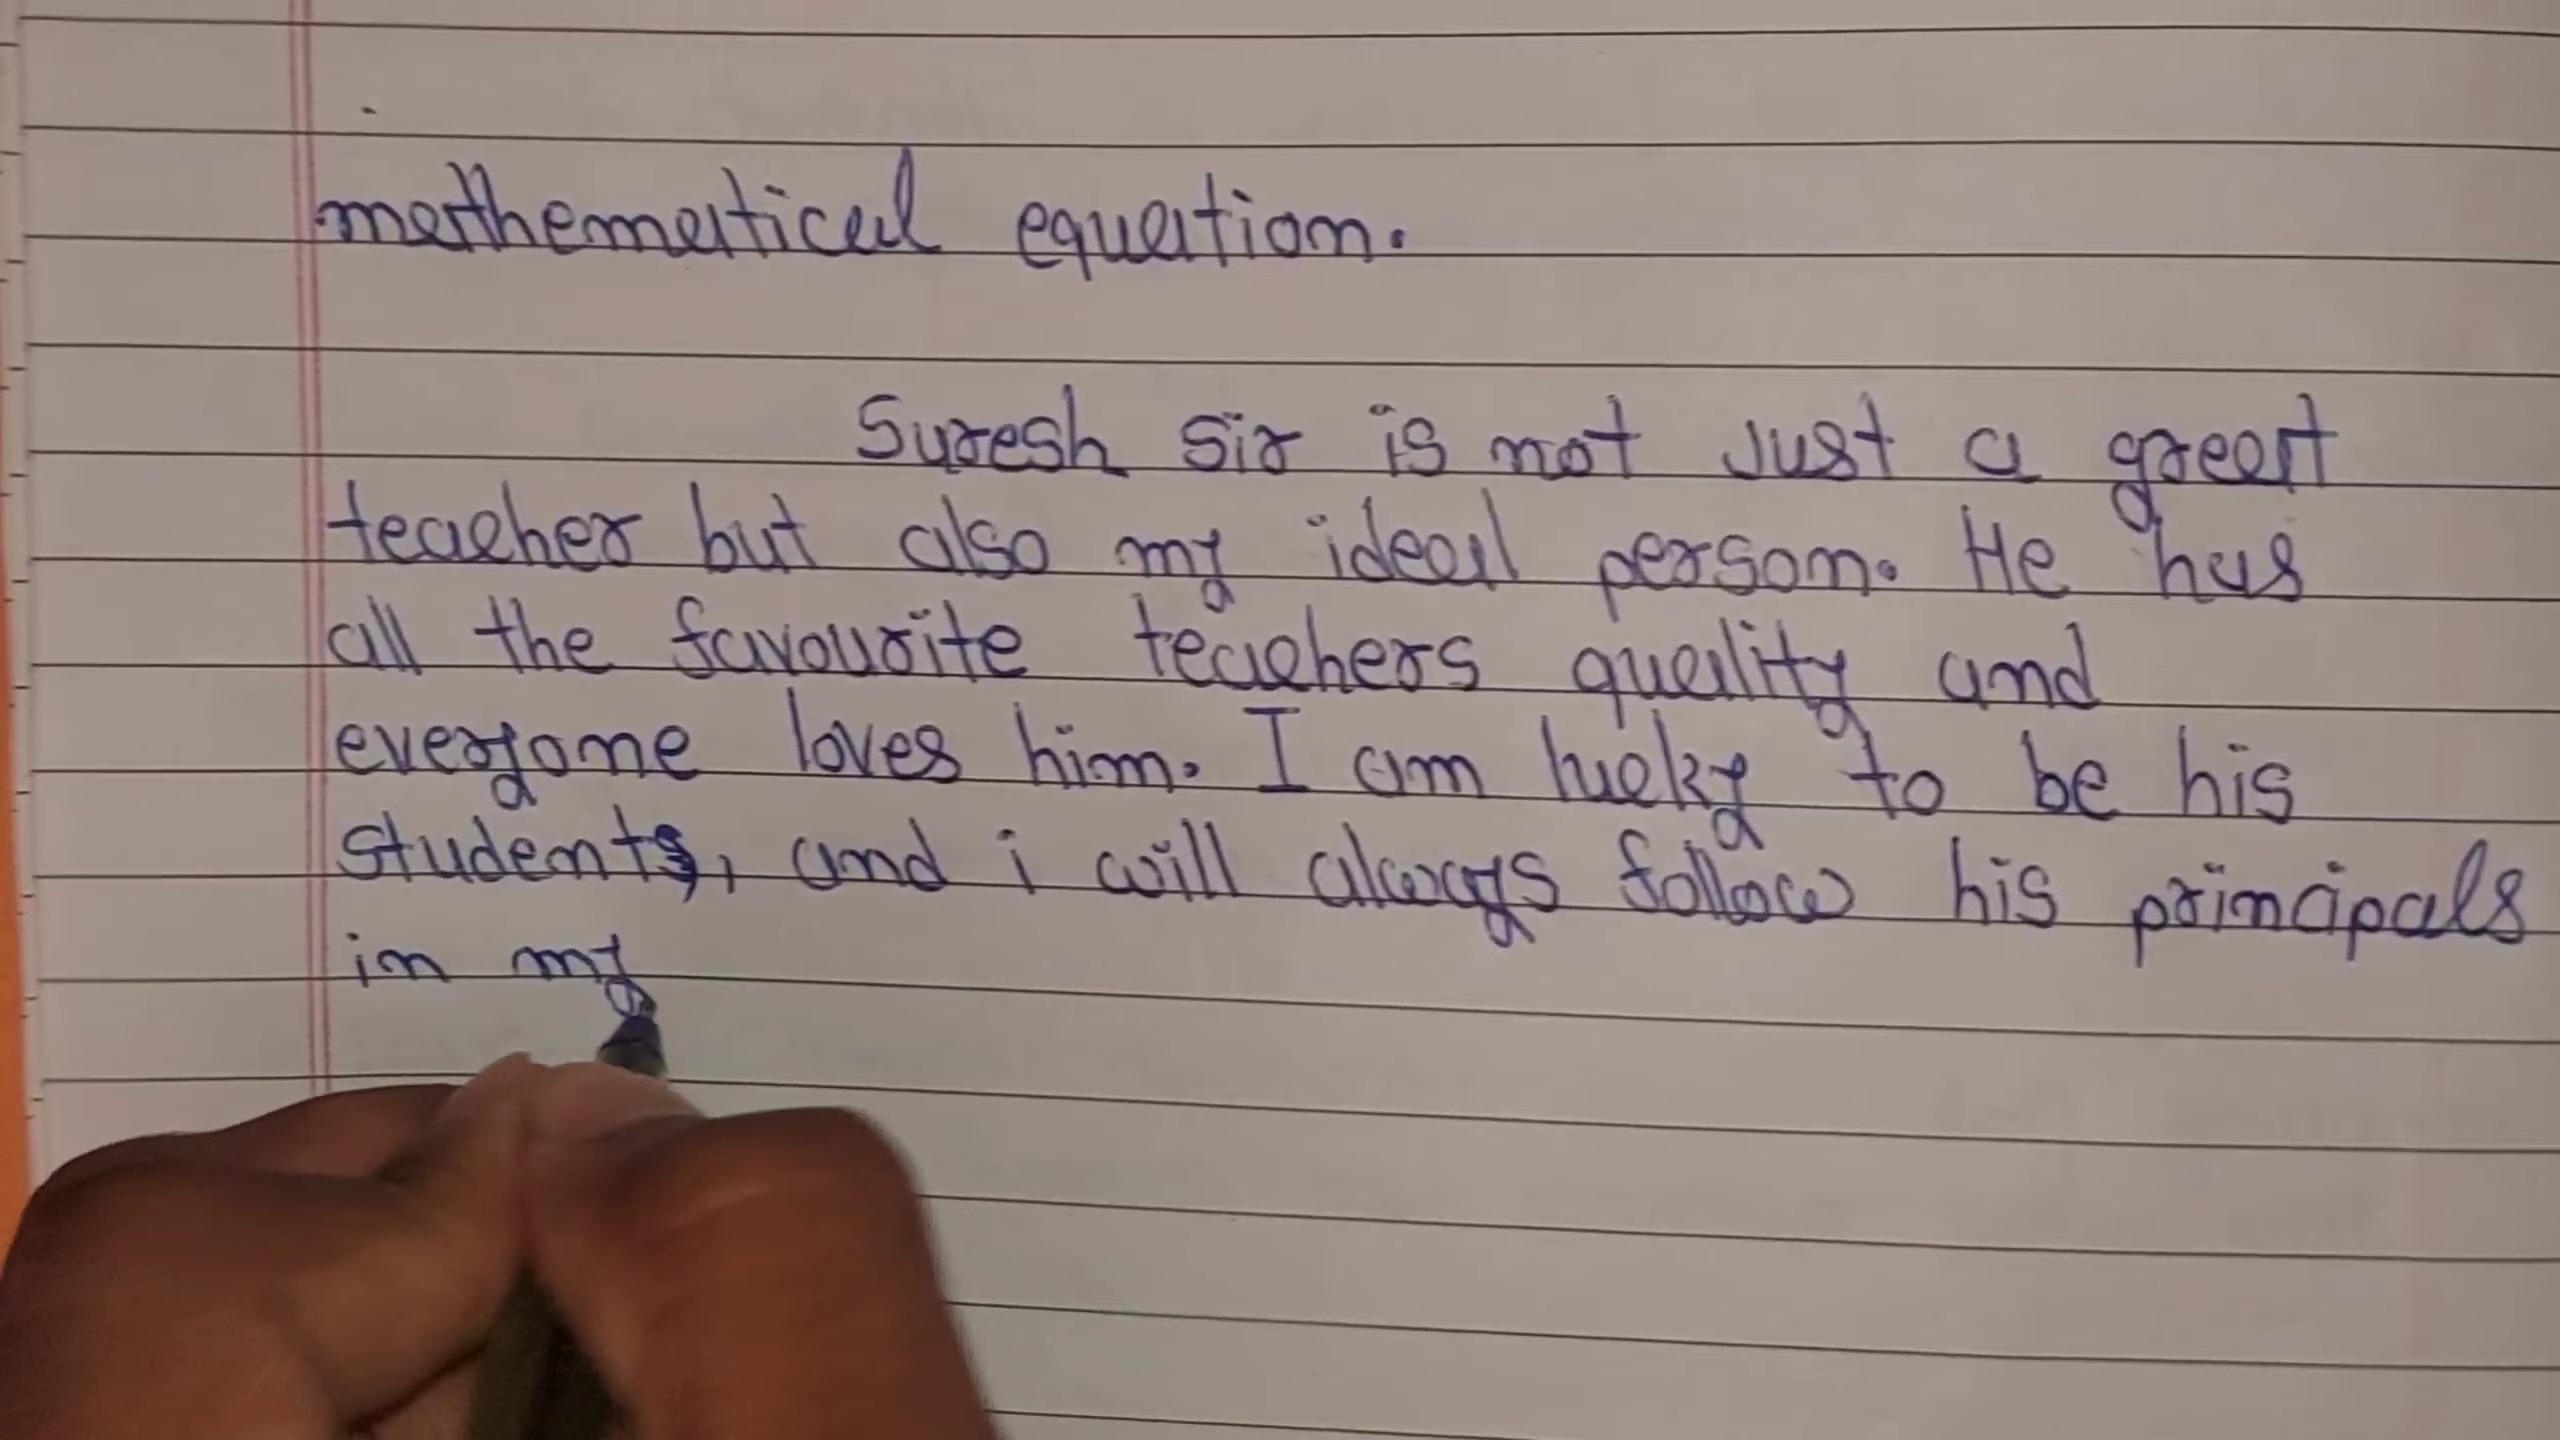 mathematical equation.
Suresh sir is not Just a great
teacher but also my ideal person. He has
all the favourite teachers quality and
everyone loves him. I am lucky to be his
students, and i will always follow his principals
in my